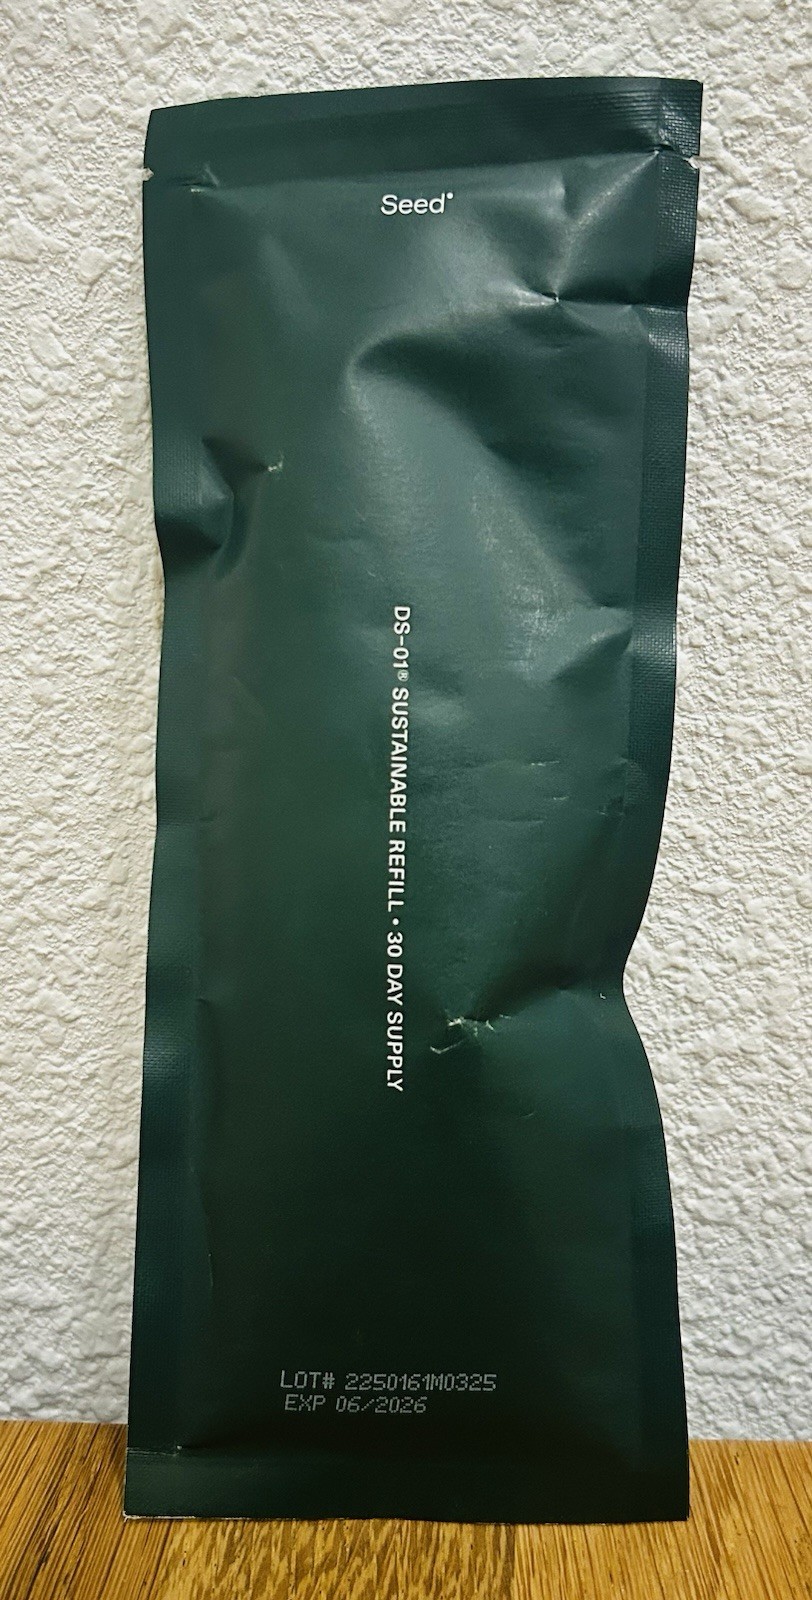 Seed®
DS-01® SUSTAINABLE REFILL • 30 DAY SUPPLY
LOT# 2250161M0325
EXP 06/2026